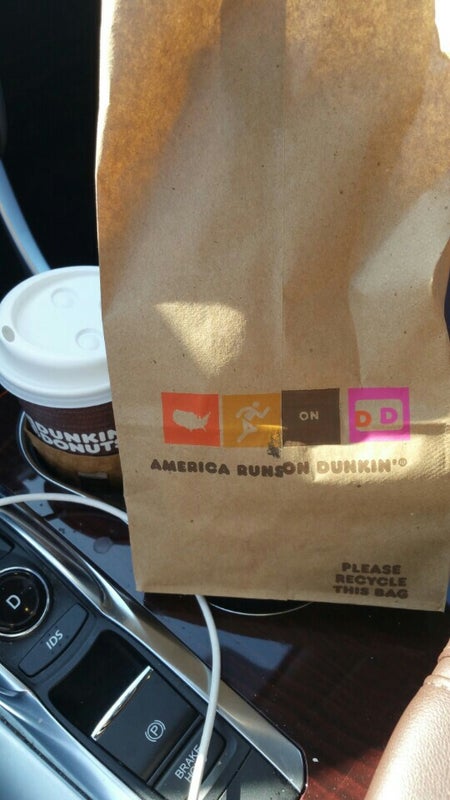 ON
DD
AMERICA RUNS ON DUNKIN'®
PLEASE
RECYCLE
THIS BAG
DUNKIN'
DONUTS
D
IDS
(P)
BRAKE